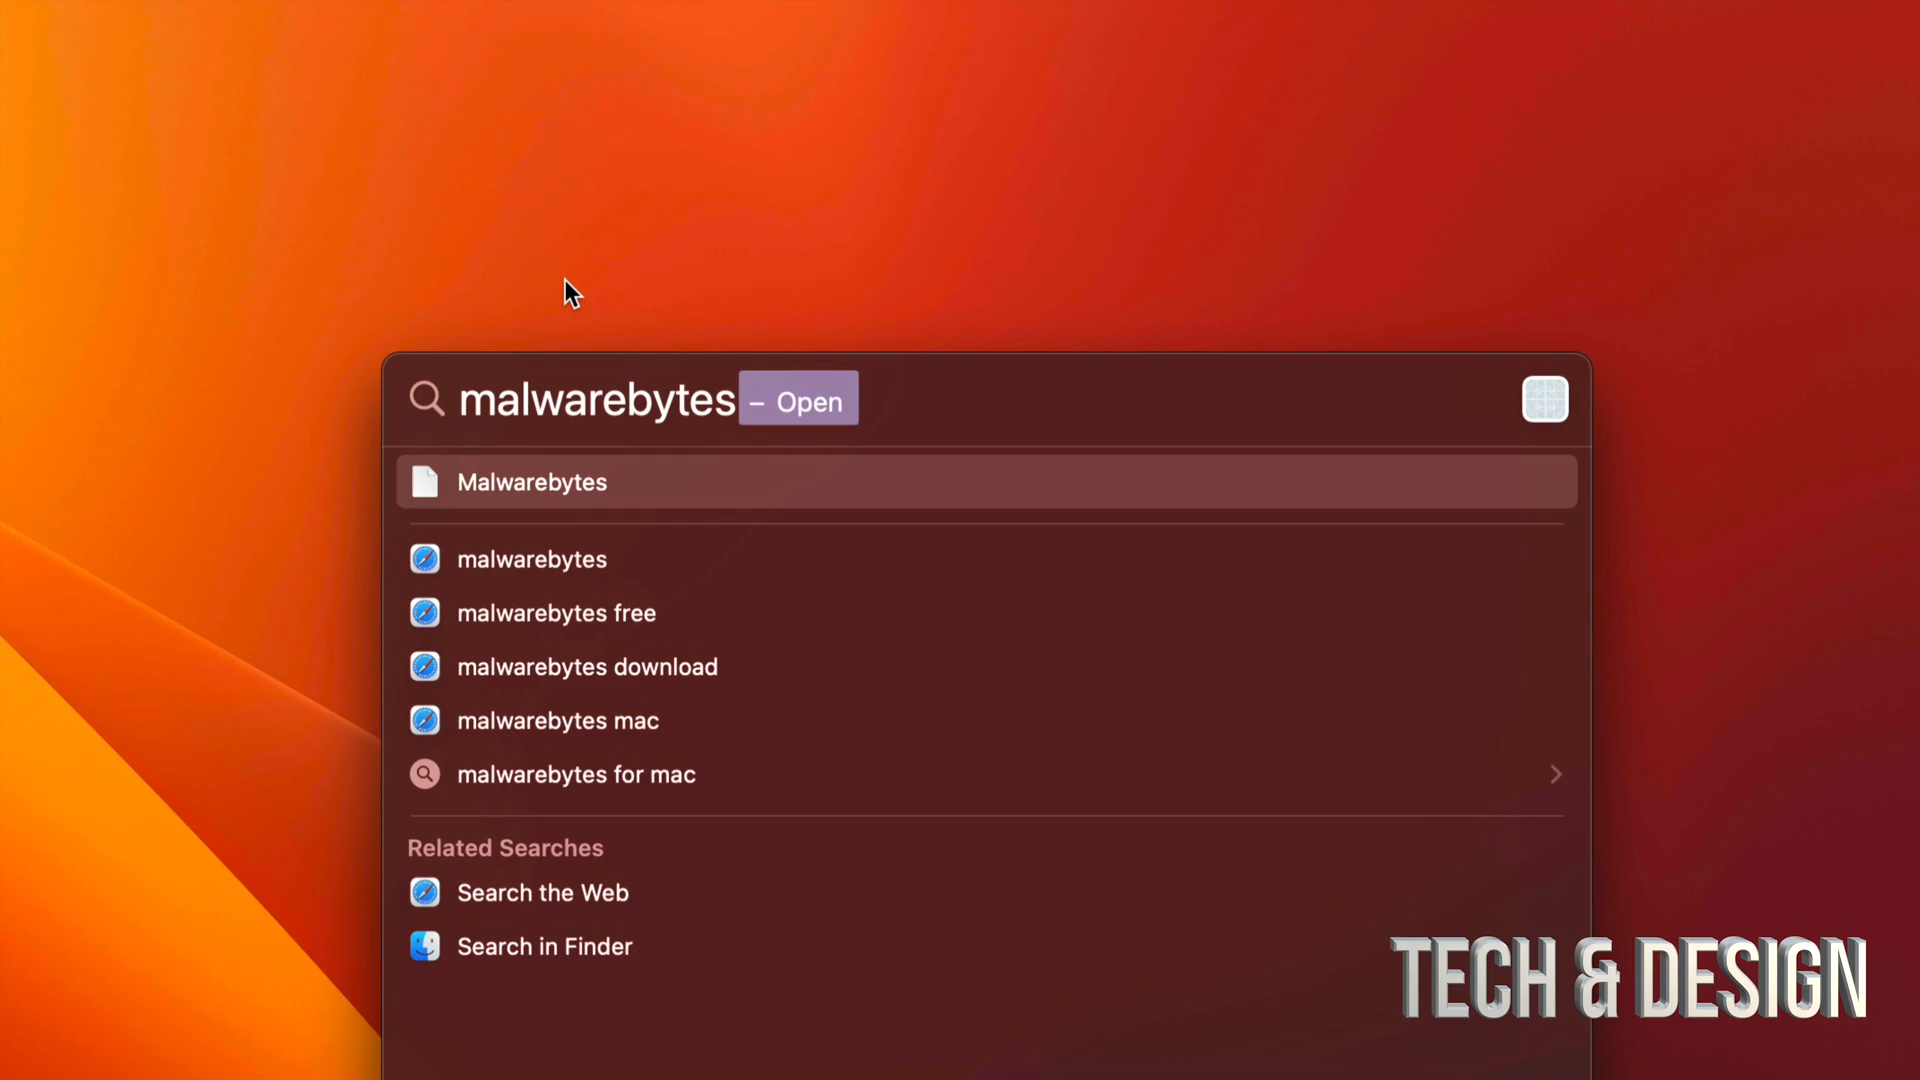 malwarebytes – Open
Malwarebytes
malwarebytes
malwarebytes free
malwarebytes download
malwarebytes mac
malwarebytes for mac
Related Searches
Search the Web
Search in Finder
TECH & DESIGN